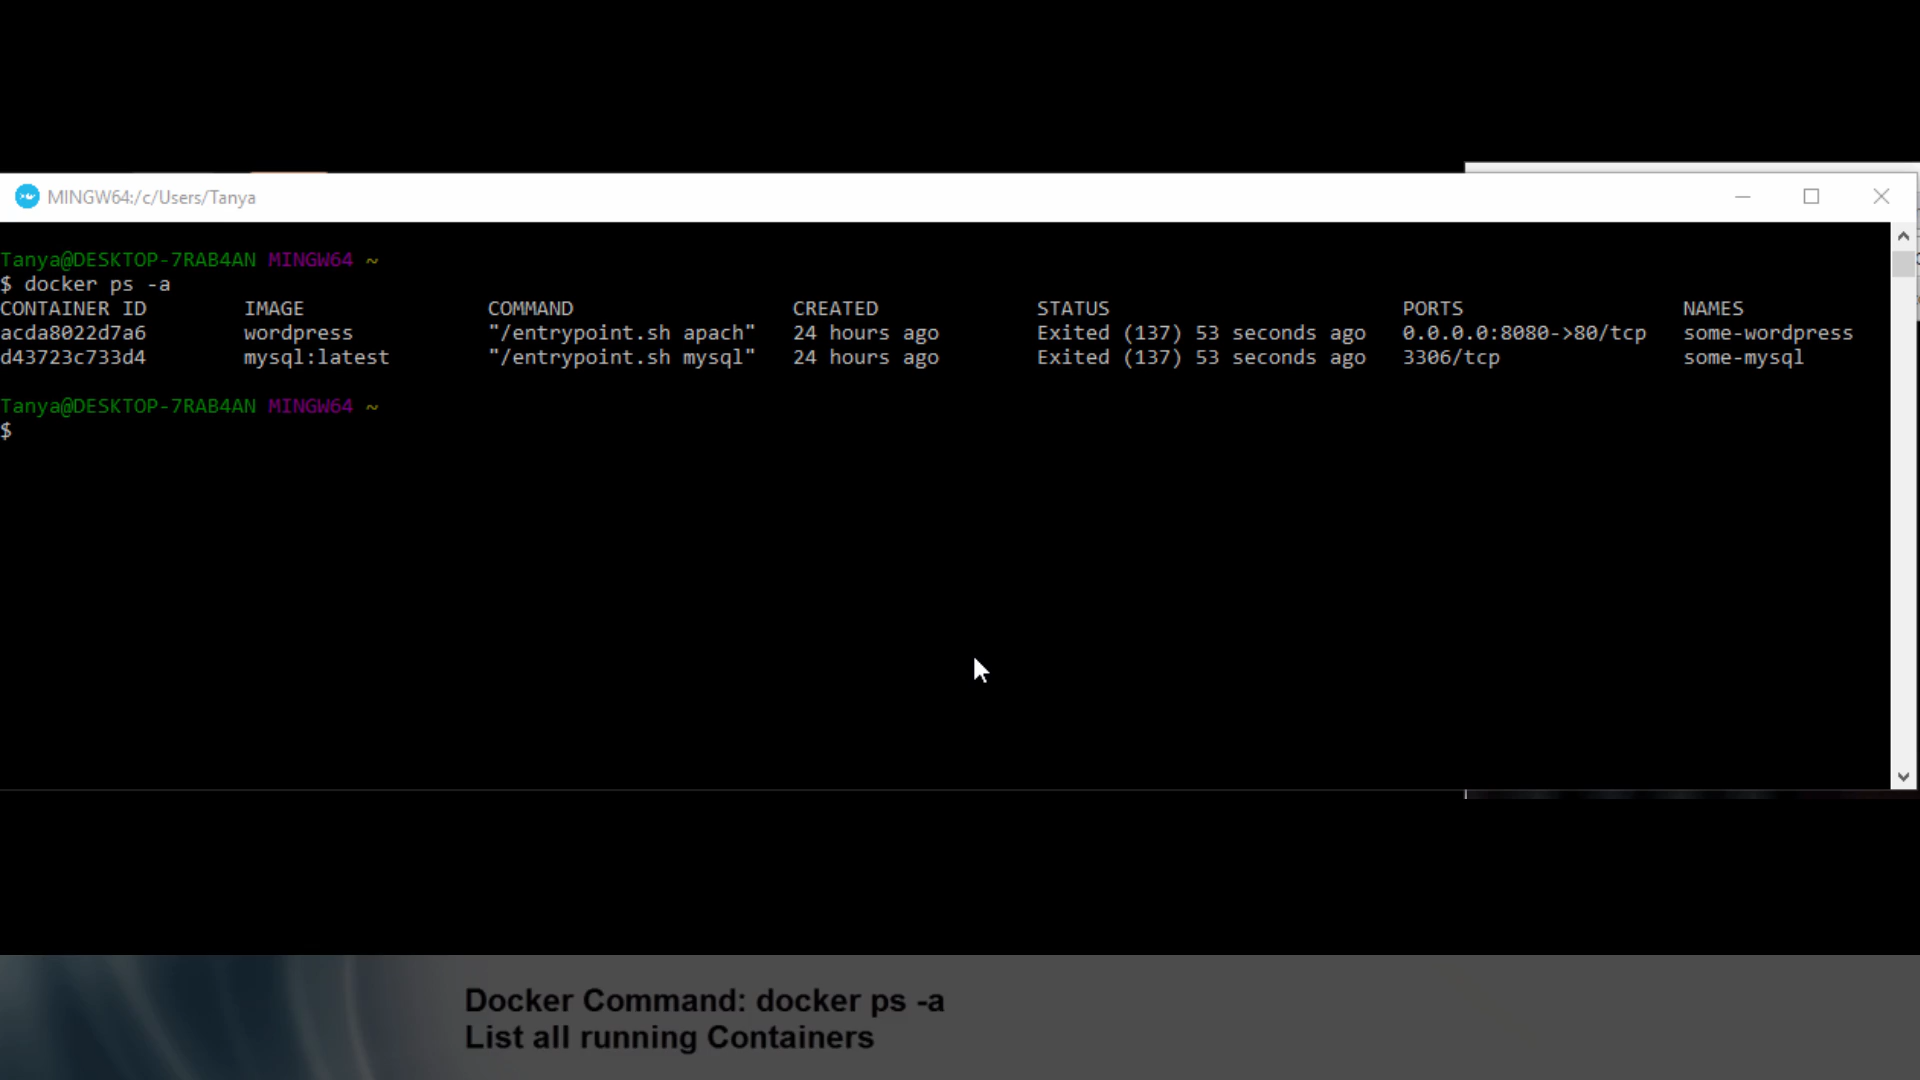 MINGW64:/c/Users/Tanya
Tanya@DESKTOP-7RAB4AN MINGW64 ~
$ docker ps -a
CONTAINER ID IMAGE COMMAND CREATED STATUS PORTS NAMES
acda8022d7a6 wordpress "/entrypoint.sh apach" 24 hours ago Exited (137) 53 seconds ago 0.0.0.0:8080->80/tcp some-wordpress
d43723c733d4 mysql:latest "/entrypoint.sh mysql" 24 hours ago Exited (137) 53 seconds ago 3306/tcp some-mysql
Tanya@DESKTOP-7RAB4AN MINGW64 ~
$
Docker Command: docker ps -a
List all running Containers